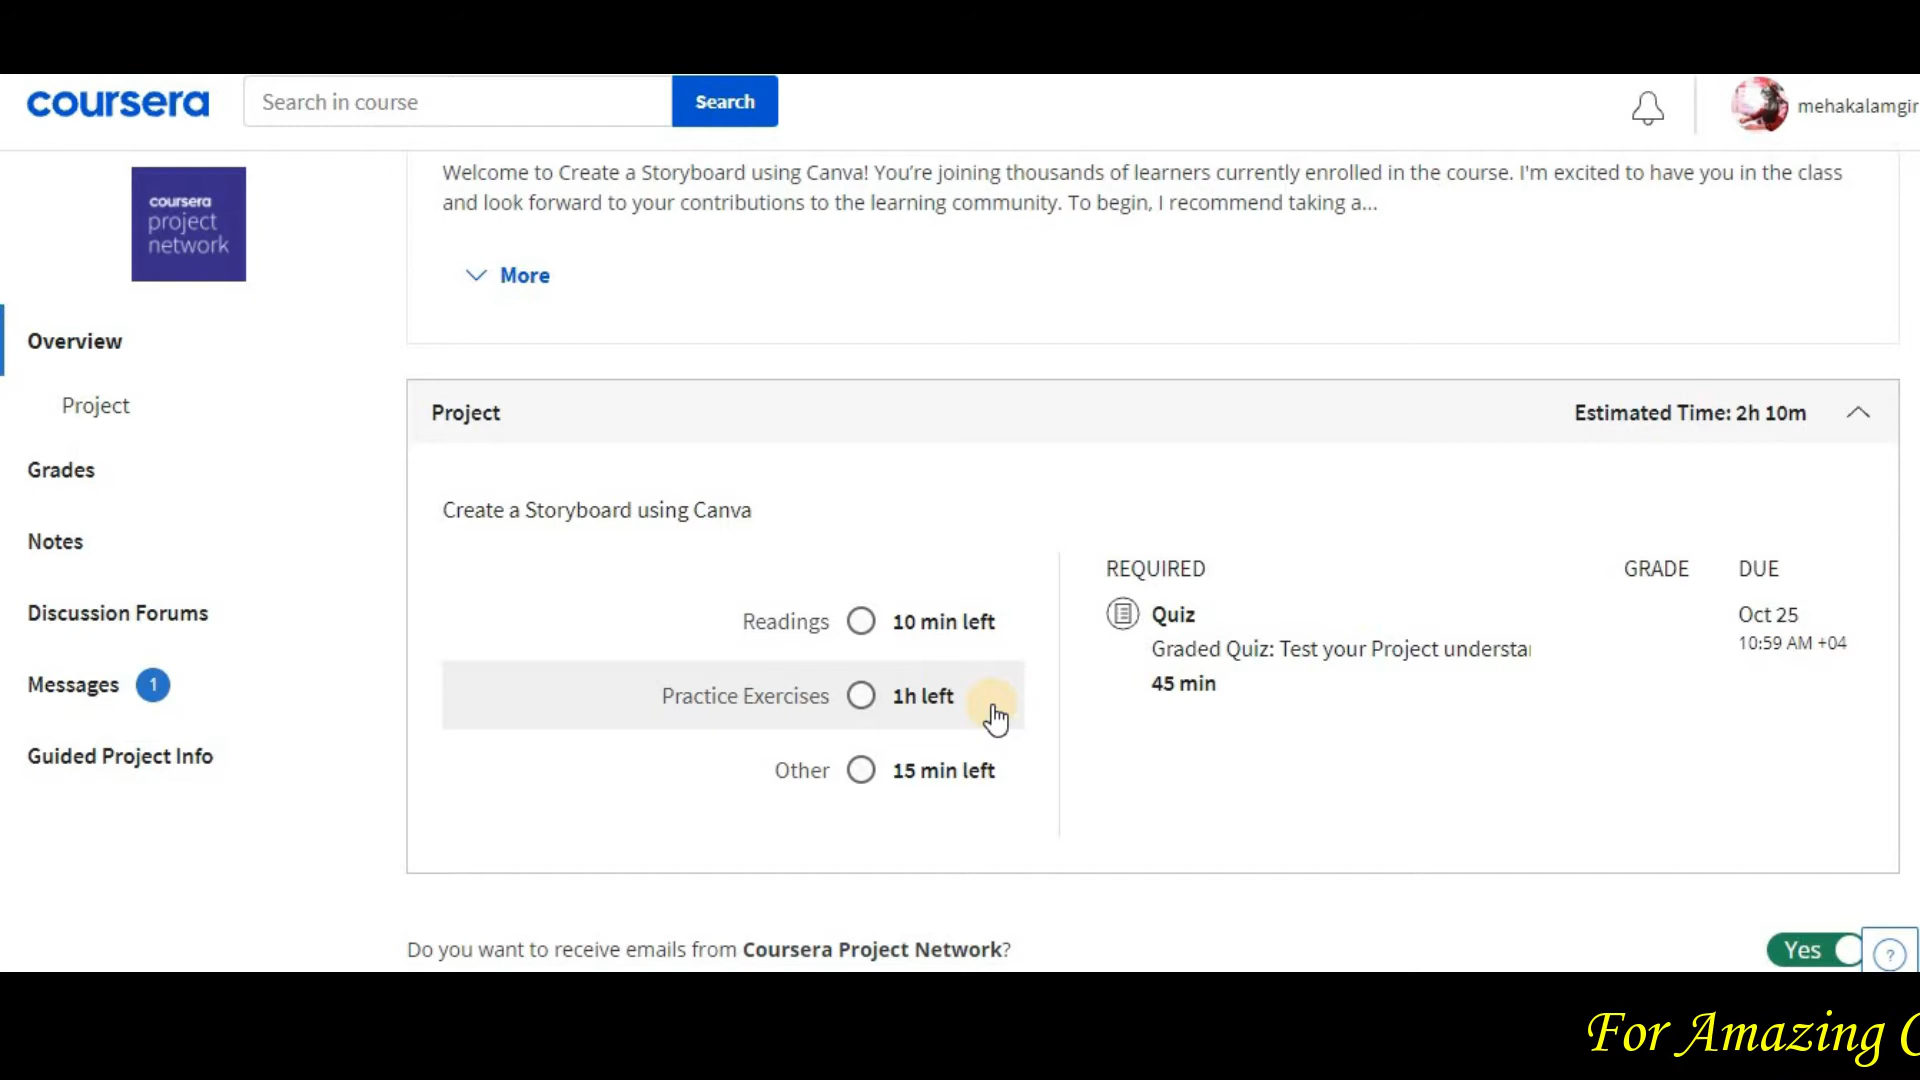 coursera
Search in course
Search
mehakalamgir
coursera
project
network
Welcome to Create a Storyboard using Canva! You’re joining thousands of learners currently enrolled in the course. I'm excited to have you in the class
and look forward to your contributions to the learning community. To begin, I recommend taking a...
More
Overview
Project
Grades
Notes
Discussion Forums
Messages 1
Guided Project Info
Project
Estimated Time: 2h 10m
Create a Storyboard using Canva
Readings 10 min left
Practice Exercises 1h left
Other 15 min left
REQUIRED GRADE DUE
Quiz Oct 25
Graded Quiz: Test your Project understa 10:59 AM +04
45 min
Do you want to receive emails from Coursera Project Network?
Yes
?
For Amazing